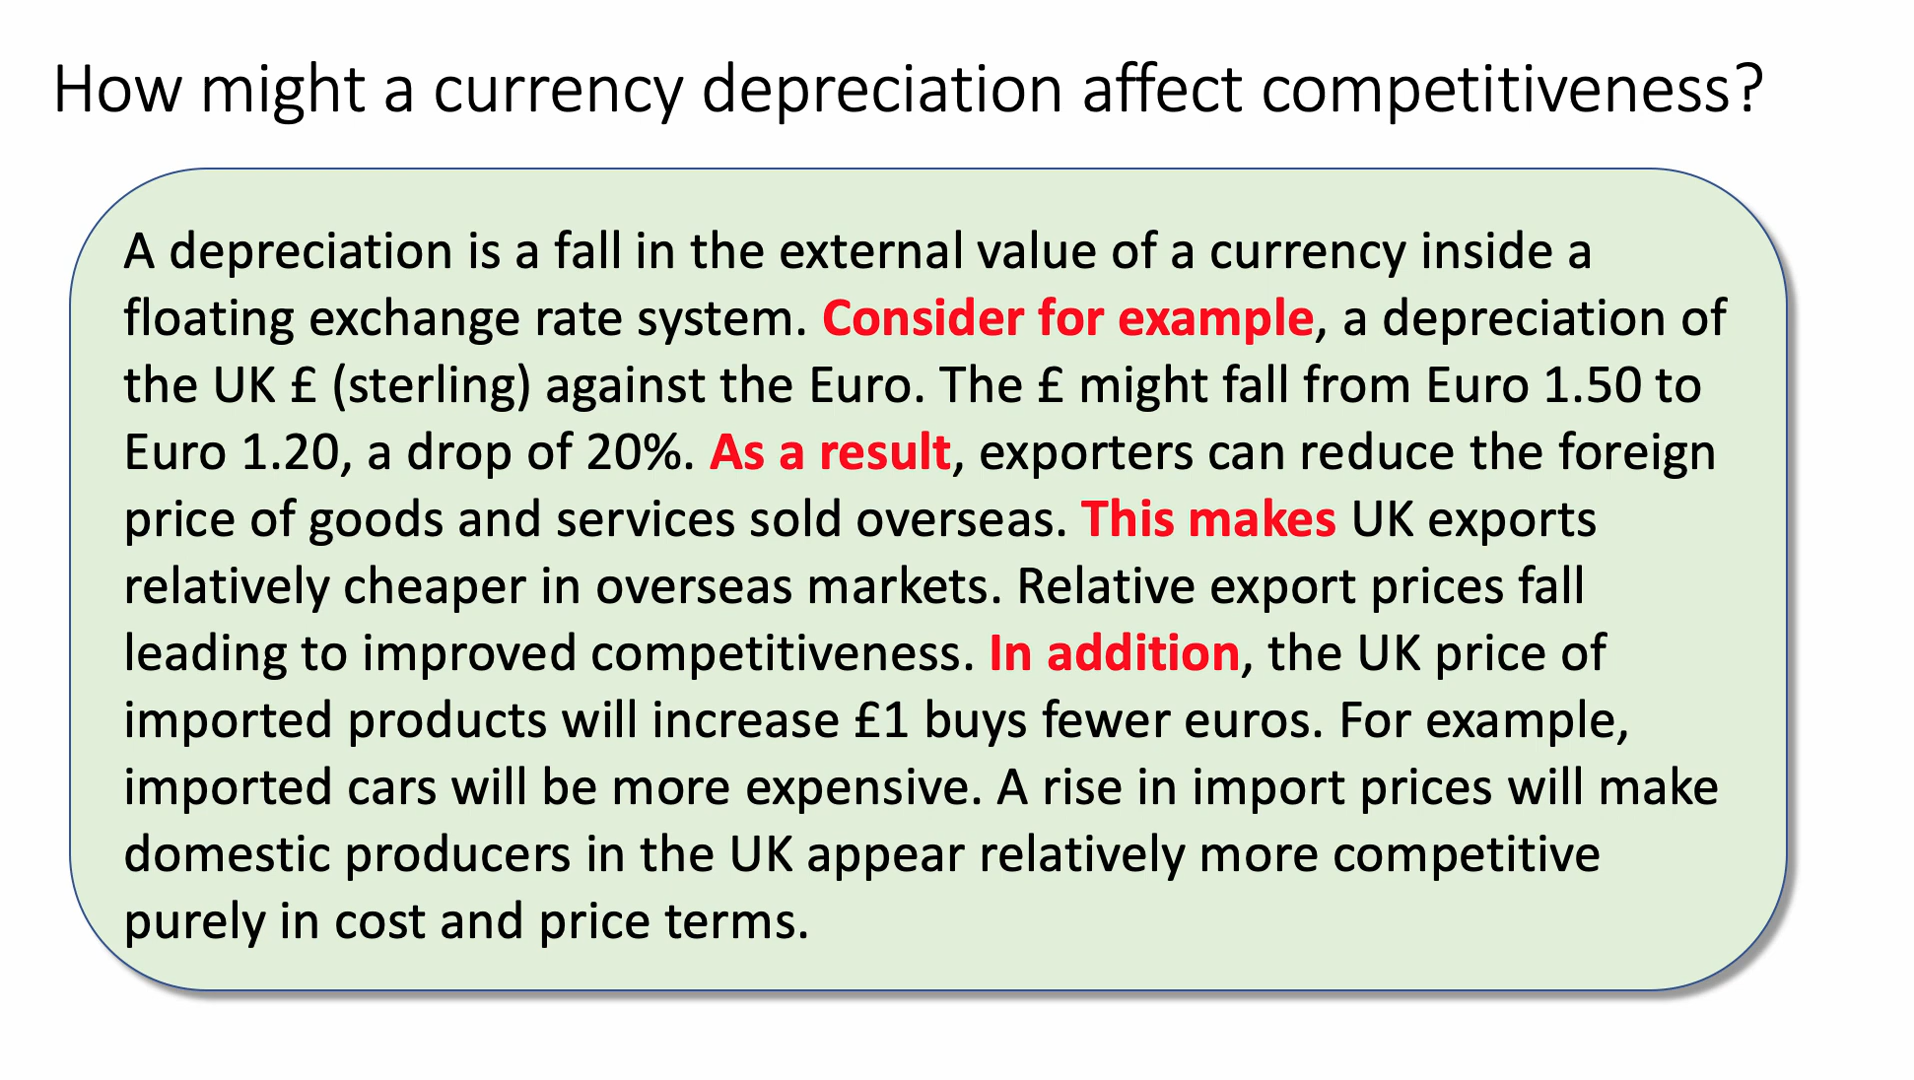 How might a currency depreciation affect competitiveness?
A depreciation is a fall in the external value of a currency inside a
floating exchange rate system. Consider for example, a depreciation of
the UK £ (sterling) against the Euro. The £ might fall from Euro 1.50 to
Euro 1.20, a drop of 20%. As a result, exporters can reduce the foreign
price of goods and services sold overseas. This makes UK exports
relatively cheaper in overseas markets. Relative export prices fall
leading to improved competitiveness. In addition, the UK price of
imported products will increase £1 buys fewer euros. For example,
imported cars will be more expensive. A rise in import prices will make
domestic producers in the UK appear relatively more competitive
purely in cost and price terms.